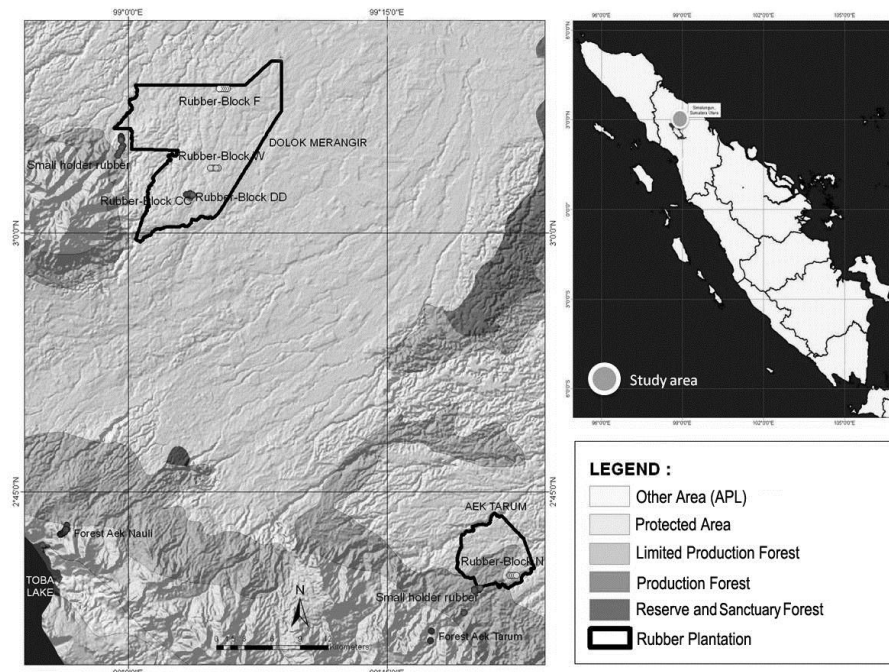 99°0'0"E
99°15'0"E
Rubber-Block F
DOLOK MERANGIR
Rubber-Block W
Small holder rubber
Rubber-Block CC
Rubber-Block DD
3°0'0"N
3°0'0"N
2°45'0"N
2°45'0"N
AEK TARUM
Forest Aek Nauli
Rubber-Block N
TOBA
LAKE
N
Small holder rubber
Forest Aek Tarum
Study area
LEGEND :
Other Area (APL)
Protected Area
Limited Production Forest
Production Forest
Reserve and Sanctuary Forest
Rubber Plantation